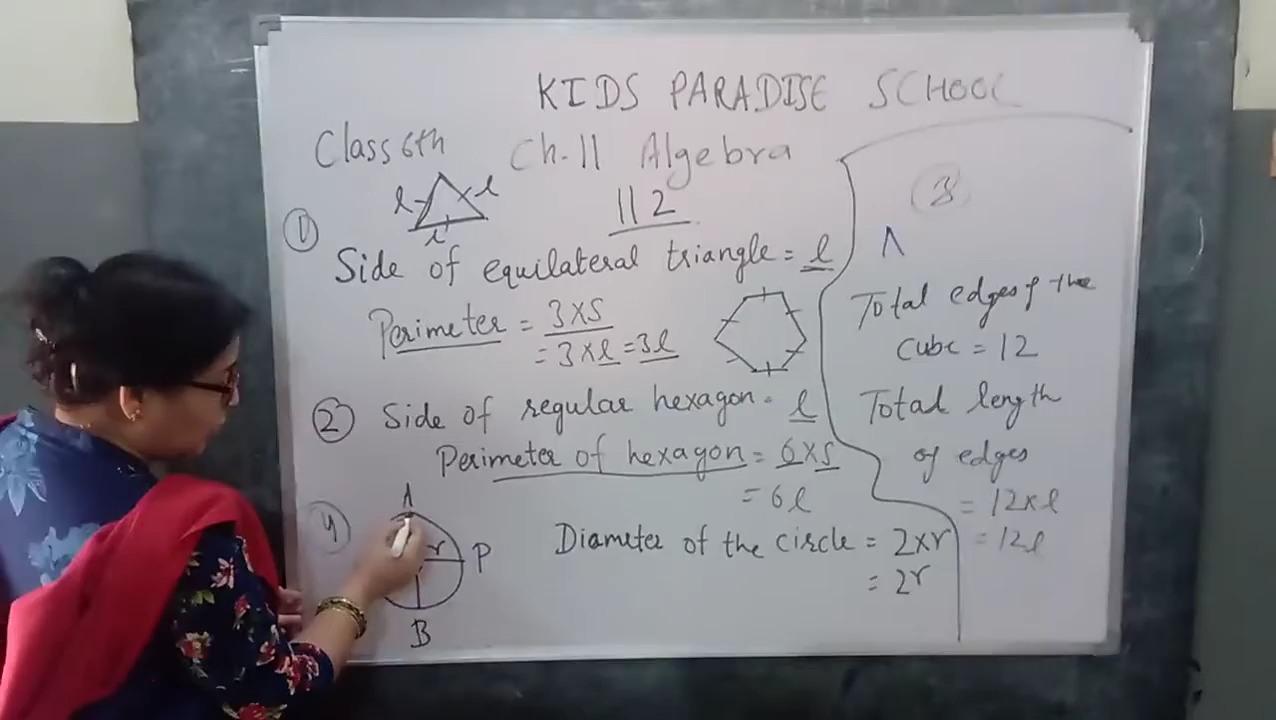 KIDS PARADISE SCHOOL
Class 6th Ch.11 Algebra
112
l l
l
① Side of equilateral triangle = l
Perimeter = 3×S
= 3×l = 3l
② Side of regular hexagon = l
Perimeter of hexagon = 6×S
= 6l
4
A
r P
B
Diameter of the circle = 2×r
= 2r
3
Λ
Total edges of the
cube = 12
Total length
of edges
= 12×l
= 12l